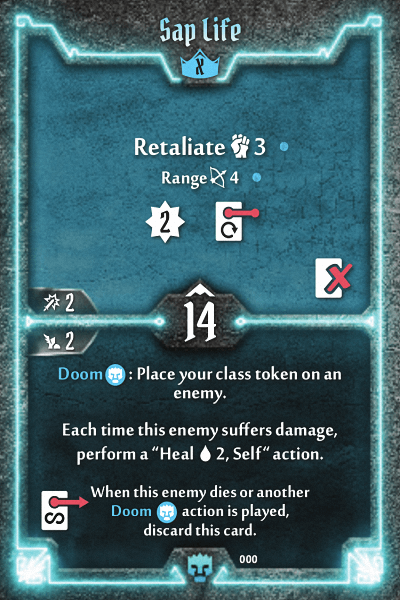 Sap Life
X
Retaliate 3
Range 4
2
2
14
2
Doom : Place your class token on an
enemy.
Each time this enemy suffers damage,
perform a “Heal 2, Self“ action.
When this enemy dies or another
Doom action is played,
discard this card.
S
000